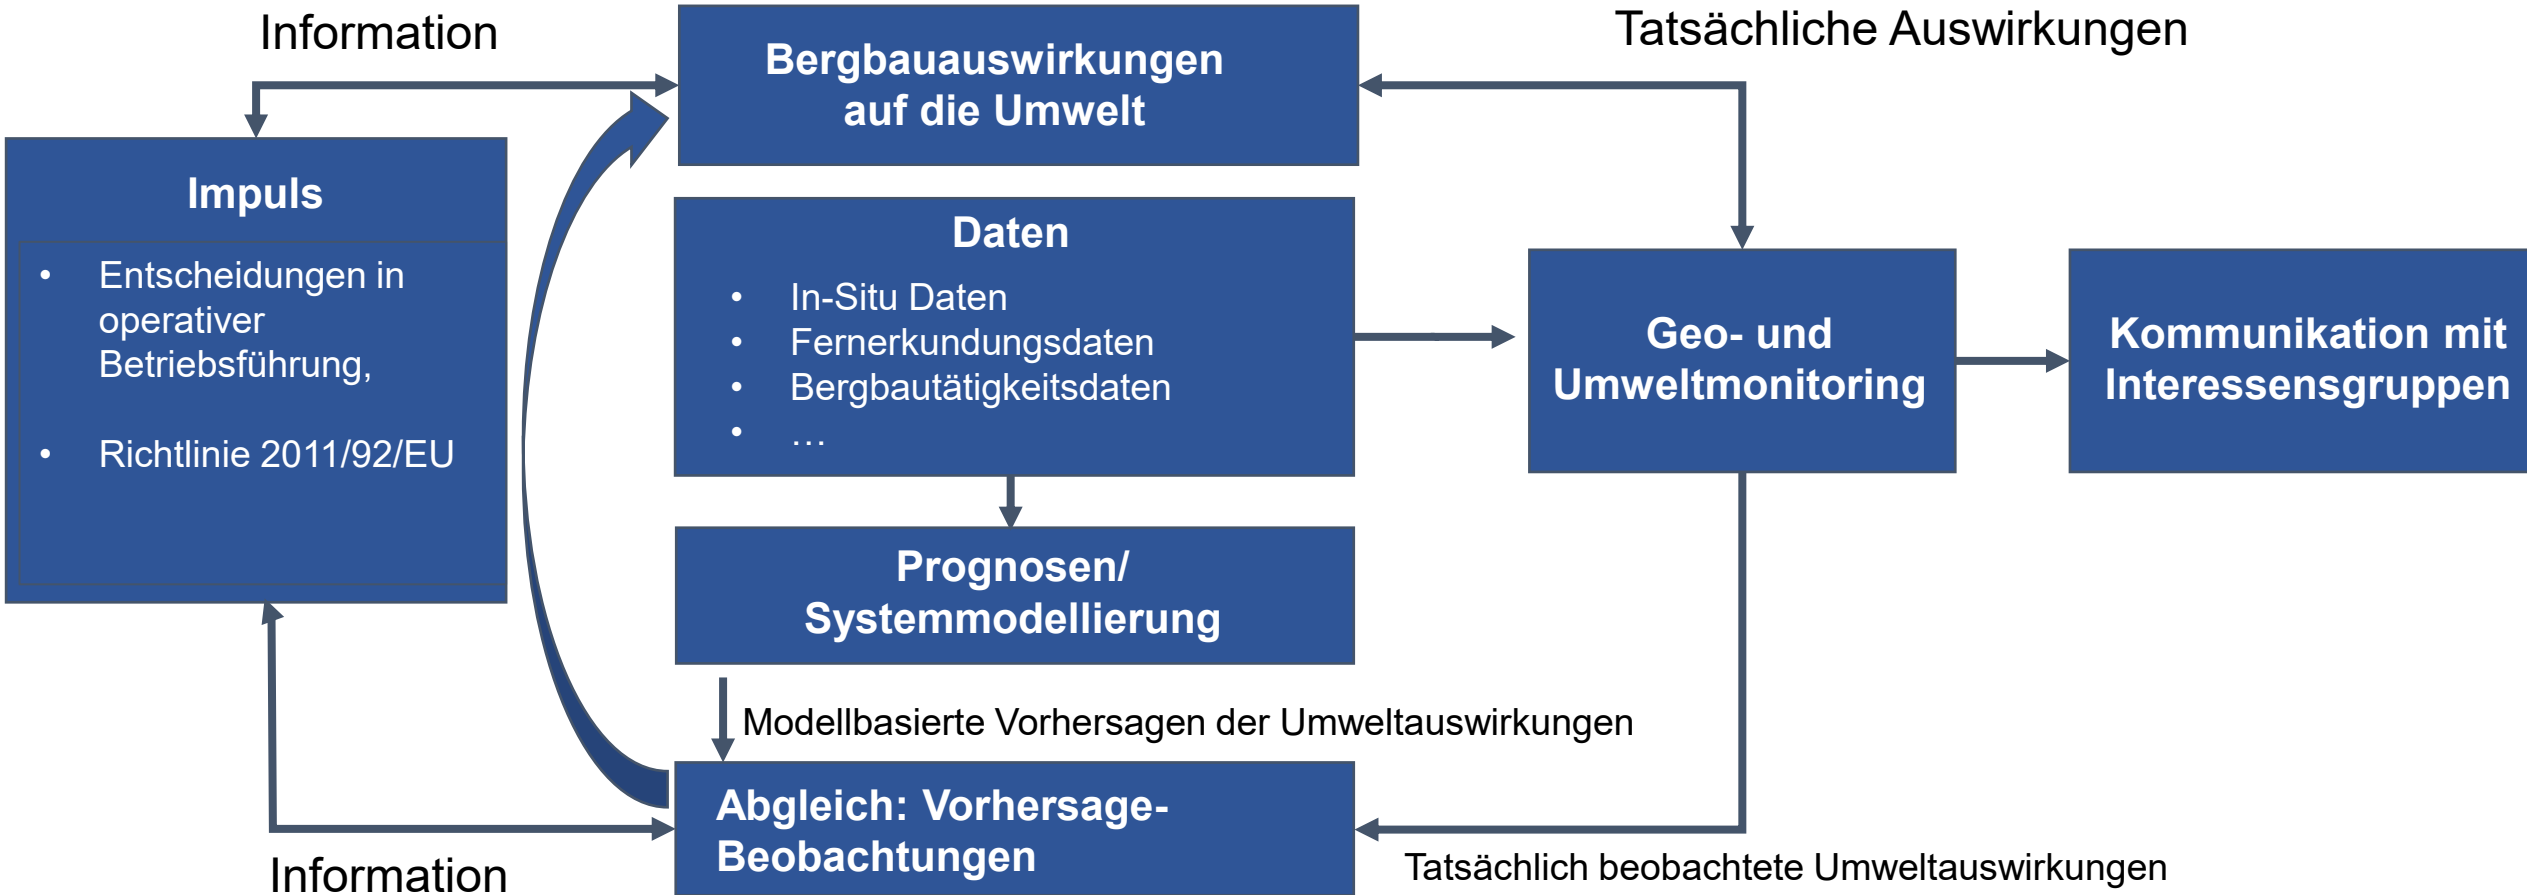 Information
Bergbauauswirkungen
auf die Umwelt
Tatsächliche Auswirkungen
Impuls
• Entscheidungen in
operativer
Betriebsführung,
• Richtlinie 2011/92/EU
Daten
• In-Situ Daten
• Fernerkundungsdaten
• Bergbautätigkeitsdaten
• …
Geo- und
Umweltmonitoring
Kommunikation mit
Interessensgruppen
Prognosen/
Systemmodellierung
Modellbasierte Vorhersagen der Umweltauswirkungen
Abgleich: Vorhersage-
Beobachtungen
Information
Tatsächlich beobachtete Umweltauswirkungen